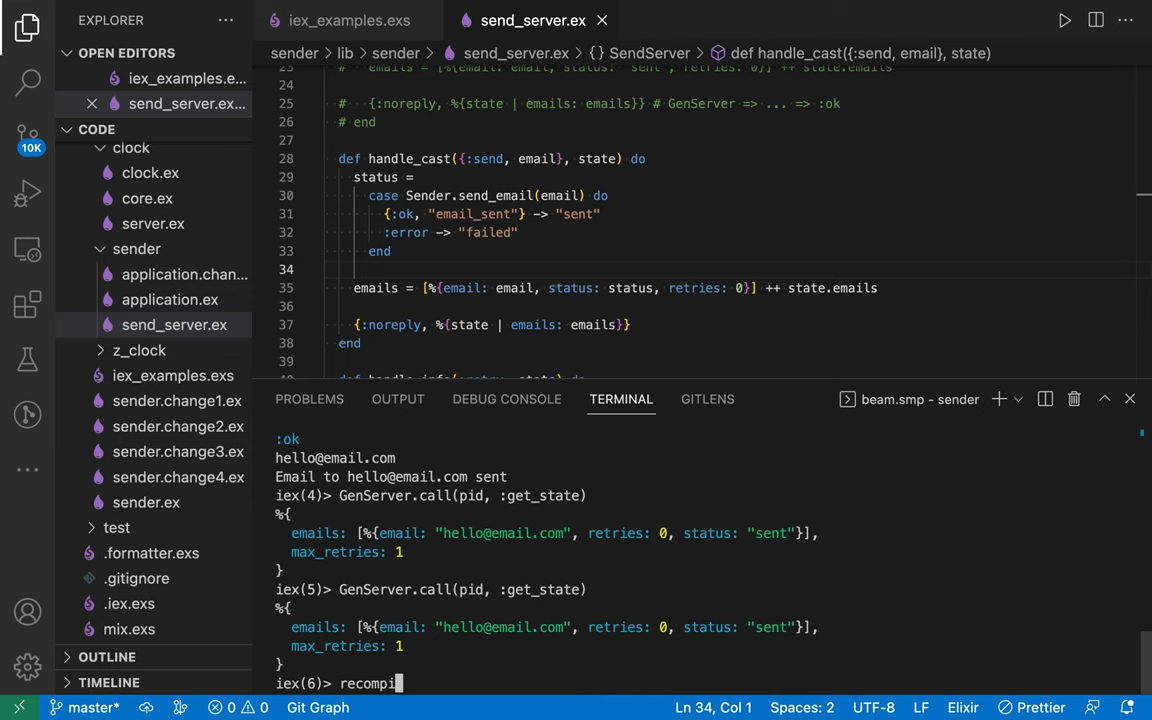 EXPLORER
iex_examples.exs
send_server.ex
OPEN EDITORS
iex_examples.e...
send_server.ex...
CODE
clock
clock.ex
core.ex
server.ex
sender
application.chan...
application.ex
send_server.ex
z_clock
iex_examples.exs
sender.change1.ex
sender.change2.ex
sender.change3.ex
sender.change4.ex
sender.ex
test
.formatter.exs
.gitignore
.iex.exs
mix.exs
OUTLINE
TIMELINE
10K
sender > lib > sender > send_server.ex > {} SendServer > def handle_cast({:send, email}, state)
23 # emails = [%{email: email, status: "sent", retries: 0}] ++ state.emails
24
25 # {:noreply, %{state | emails: emails}} # GenServer => ... => :ok
26 # end
27
28 def handle_cast({:send, email}, state) do
29 status =
30 case Sender.send_email(email) do
31 {:ok, "email_sent"} -> "sent"
32 :error -> "failed"
33 end
34
35 emails = [%{email: email, status: status, retries: 0}] ++ state.emails
36
37 {:noreply, %{state | emails: emails}}
38 end
39
PROBLEMS OUTPUT DEBUG CONSOLE TERMINAL GITLENS beam.smp - sender
:ok
hello@email.com
Email to hello@email.com sent
iex(4)> GenServer.call(pid, :get_state)
%{
emails: [%{email: "hello@email.com", retries: 0, status: "sent"}],
max_retries: 1
}
iex(5)> GenServer.call(pid, :get_state)
%{
emails: [%{email: "hello@email.com", retries: 0, status: "sent"}],
max_retries: 1
}
iex(6)> recompi
master* 0 0 Git Graph Ln 34, Col 1 Spaces: 2 UTF-8 LF Elixir Prettier